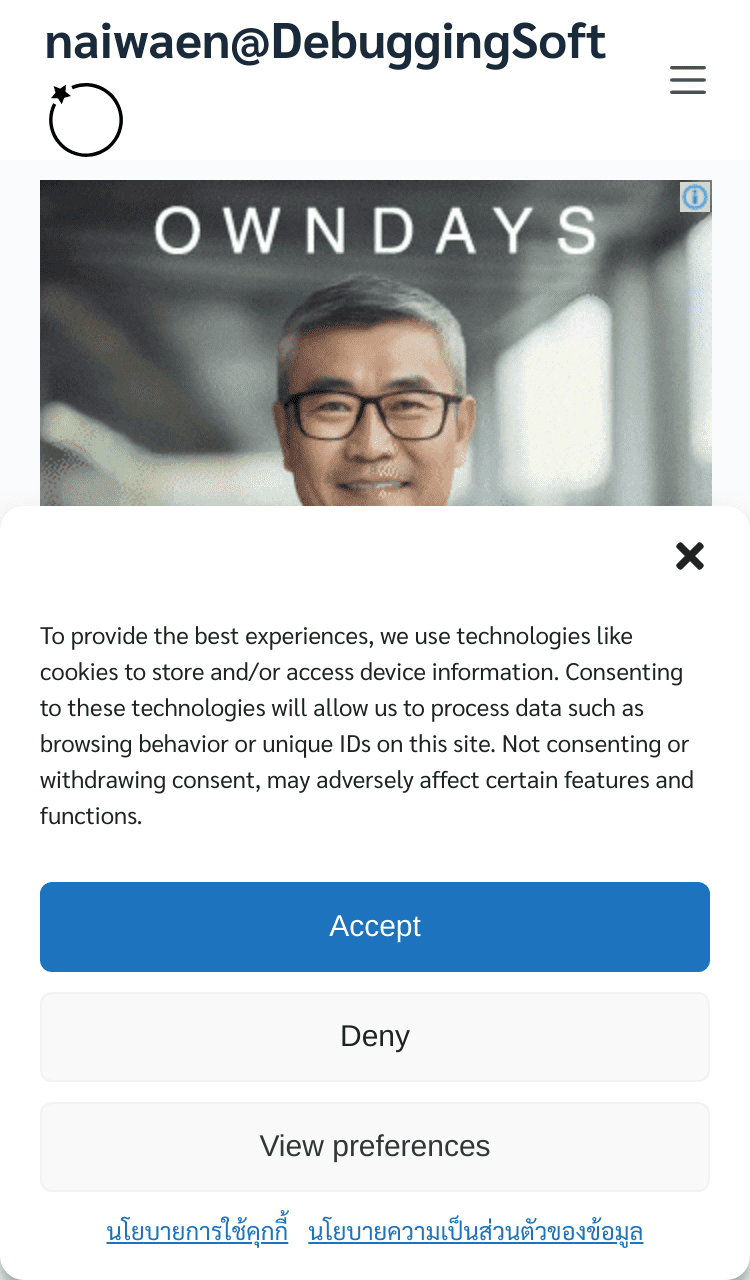 naiwaen@DebuggingSoft
OWNDAYS
To provide the best experiences, we use technologies like
cookies to store and/or access device information. Consenting
to these technologies will allow us to process data such as
browsing behavior or unique IDs on this site. Not consenting or
withdrawing consent, may adversely affect certain features and
functions.
Accept
Deny
View preferences
นโยบายการใช้คุกกี้ นโยบายความเป็นส่วนตัวของข้อมูล